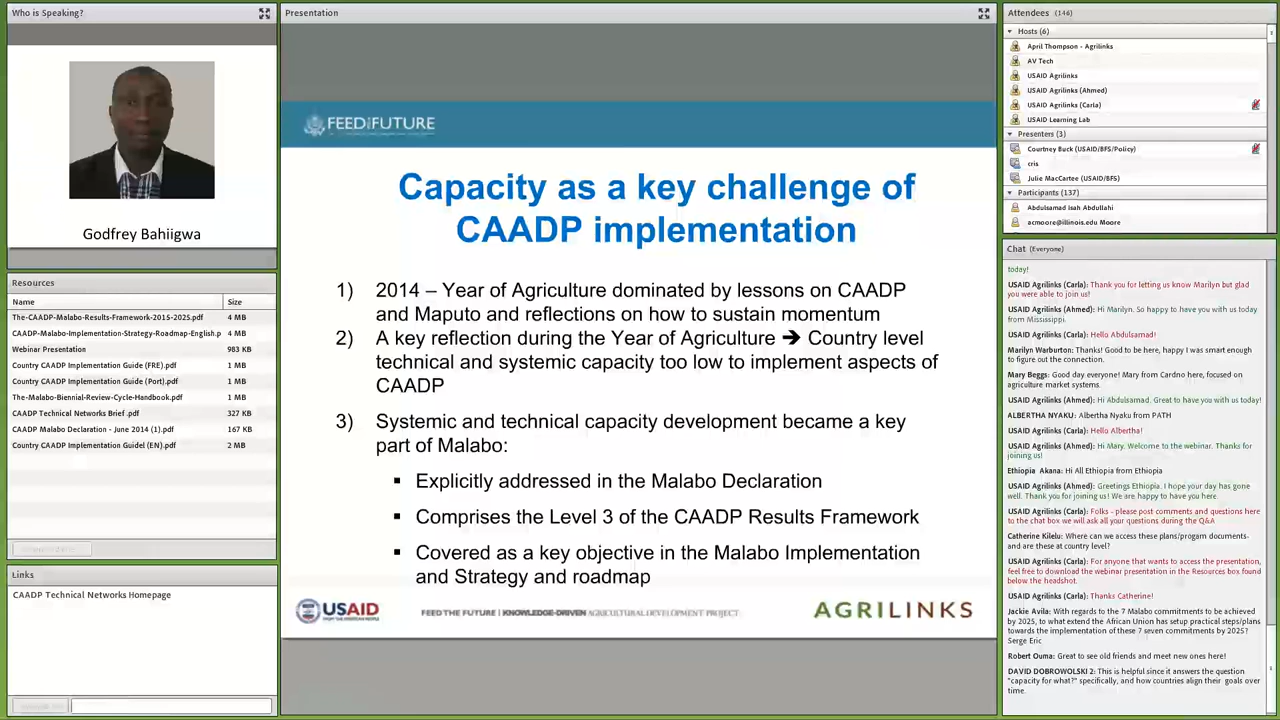 Who is Speaking?
Godfrey Bahiigwa
Resources
Name Size
The-CAADP-Malabo-Results-Framework-2015-2025.pdf 4 MB
CAADP-Malabo-Implementation-Strategy-Roadmap-English.p 4 MB
Webinar Presentation 983 KB
Country CAADP Implementation Guide (FRE).pdf 1 MB
Country CAADP Implementation Guide (Port).pdf 1 MB
The-Malabo-Biennial-Review-Cycle-Handbook.pdf 1 MB
CAADP Technical Networks Brief .pdf 327 KB
CAADP Malabo Declaration - June 2014 (1).pdf 167 KB
Country CAADP Implementation Guidel (EN).pdf 2 MB
Links
CAADP Technical Networks Homepage
Presentation
FEED THE FUTURE
Capacity as a key challenge of
CAADP implementation
1) 2014 – Year of Agriculture dominated by lessons on CAADP
and Maputo and reflections on how to sustain momentum
2) A key reflection during the Year of Agriculture ➔ Country level
technical and systemic capacity too low to implement aspects of
CAADP
3) Systemic and technical capacity development became a key
part of Malabo:
▪ Explicitly addressed in the Malabo Declaration
▪ Comprises the Level 3 of the CAADP Results Framework
▪ Covered as a key objective in the Malabo Implementation
and Strategy and roadmap
USAID
FROM THE AMERICAN PEOPLE
FEED THE FUTURE | KNOWLEDGE-DRIVEN AGRICULTURAL DEVELOPMENT PROJECT
AGRILINKS
Attendees (146)
Hosts (6)
April Thompson - Agrilinks
AV Tech
USAID Agrilinks
USAID Agrilinks (Ahmed)
USAID Agrilinks (Carla)
USAID Learning Lab
Presenters (3)
Courtney Buck (USAID/BFS/Policy)
cris
Julie MacCartee (USAID/BFS)
Participants (137)
Abdulsamad Isah Abdullahi
acmoore@illinois.edu Moore
Chat (Everyone)
today!
USAID Agrilinks (Carla): Thank you for letting us know Marilyn but glad
you were able to join us!
USAID Agrilinks (Ahmed): Hi Marilyn. So happy to have you with us today
from Mississippi.
USAID Agrilinks (Carla): Hello Abdulsamad!
Marilyn Warburton: Thanks! Good to be here, happy I was smart enough
to figure out the connection.
Mary Beggs: Good day everyone! Mary from Cardno here, focused on
agriculture market systems.
USAID Agrilinks (Ahmed): Hi Abdulsamad. Great to have you with us today!
ALBERTHA NYAKU: Albertha Nyaku from PATH
USAID Agrilinks (Carla): Hello Albertha!
USAID Agrilinks (Ahmed): Hi Mary. Welcome to the webinar. Thanks for
joining us!
Ethiopia Akana: Hi All Ethiopia from Ethiopia
USAID Agrilinks (Ahmed): Greetings Ethiopia. I hope your day has gone
well. Thank you for joining us! We are happy to have you here.
USAID Agrilinks (Carla): Folks - please post comments and questions here
to the chat box we will ask all your questions during the Q&A
Catherine Kilelu: Where can we access these plans/progam documents-
and are these at country level?
USAID Agrilinks (Carla): For anyone that wants to access the presentation,
feel free to download the webinar presentation in the Resources box found
below the headshot.
USAID Agrilinks (Carla): Thanks Catherine!
Jackie Avila: With regards to the 7 Malabo commitments to be achieved
by 2025, to what extend the African Union has setup practical steps/plans
towards the implementation of these 7 seven commitments by 2025?
Serge Eric
Robert Ouma: Great to see old friends and meet new ones here!
DAVID DOBROWOLSKI 2: This is helpful since it answers the question
"capacity for what?" specifically, and how countries align their goals over
time.